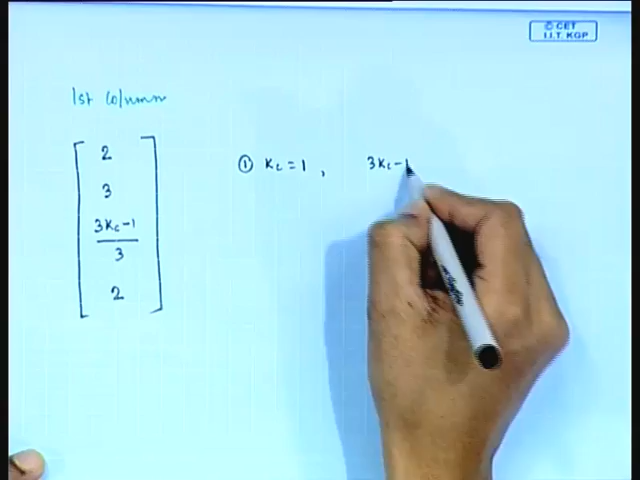 © CET
I.I.T. KGP
1st column
2
3
3Kc-1
3
2
① Kc = 1 , 3Kc-1